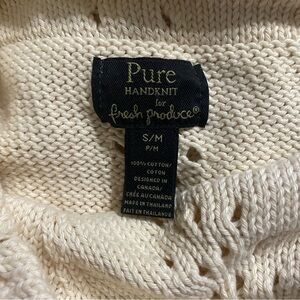 Pure
HANDKNIT
for
fresh produce®
S/M
P/M
100% COTTON/
COTON
DESIGNED IN
CANADA/
CRÉE AU CANADA
MADE IN THAILAND
FAIT EN THAILANDE